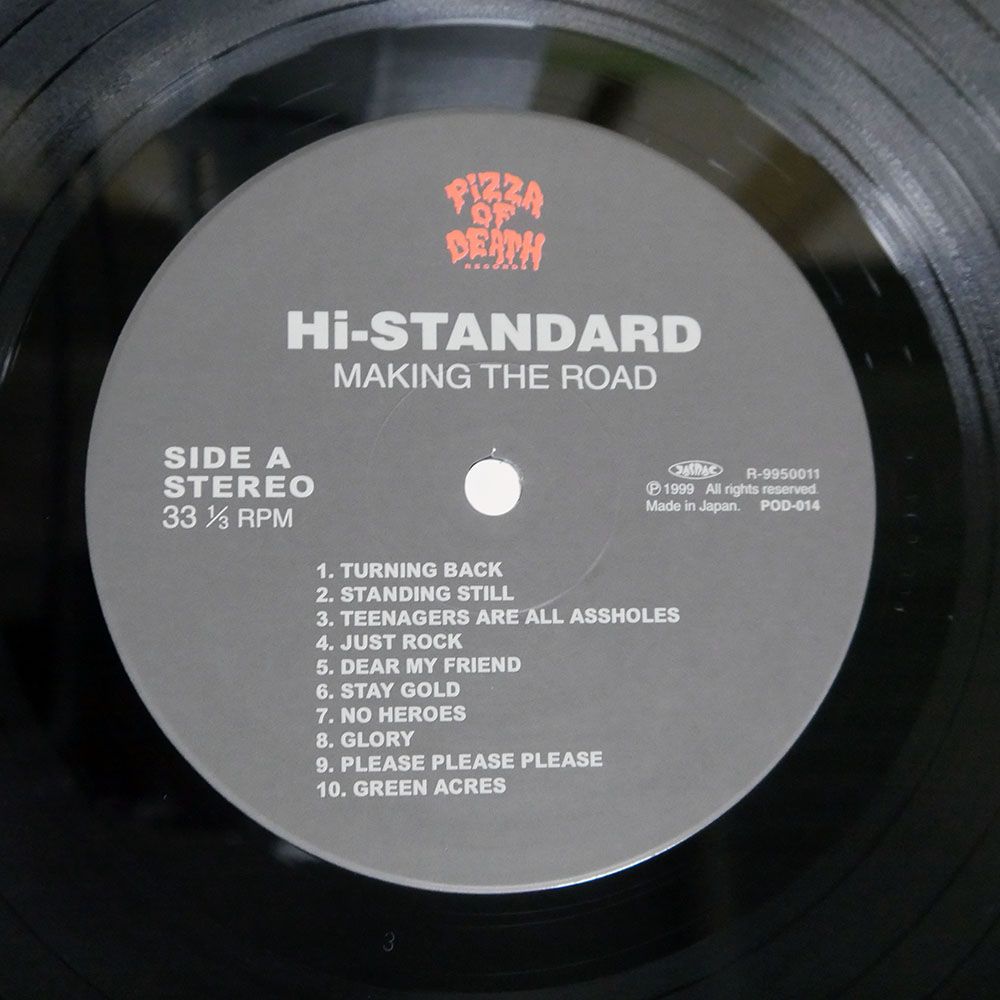 PiZZA
OF
DEATH
RECORDS
Hi-STANDARD
MAKING THE ROAD
SIDE A
STEREO
33 ⅓ RPM
JASRAC R-9950011
Ⓟ 1999 All rights reserved.
Made in Japan. POD-014
1. TURNING BACK
2. STANDING STILL
3. TEENAGERS ARE ALL ASSHOLES
4. JUST ROCK
5. DEAR MY FRIEND
6. STAY GOLD
7. NO HEROES
8. GLORY
9. PLEASE PLEASE PLEASE
10. GREEN ACRES
3